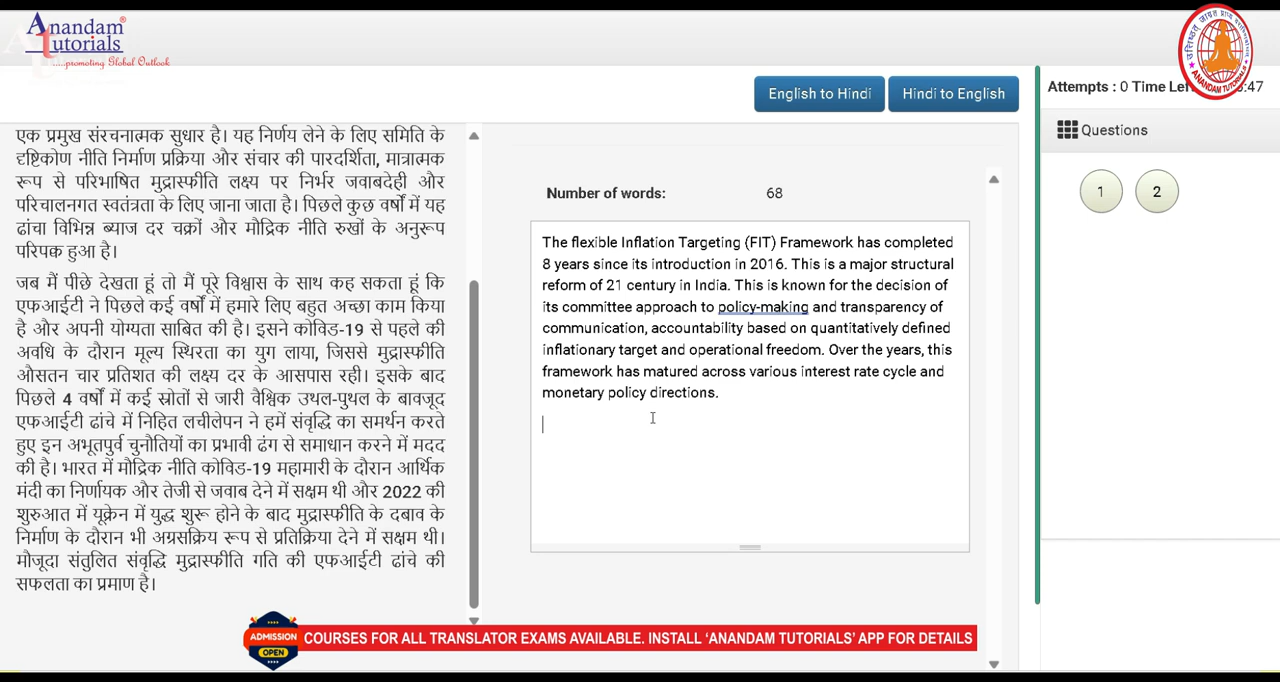 Anandam®
Tutorials
.....promoting Global Outlook
उत्तिष्ठत जाग्रत प्राप्य वरान्निबोधत
ANANDAM TUTORIALS
English to Hindi
Hindi to English
Attempts : 0 Time Le
:47
Questions
1
2
एक प्रमुख संरचनात्मक सुधार है। यह निर्णय लेने के लिए समिति के
दृष्टिकोण नीति निर्माण प्रक्रिया और संचार की पारदर्शिता, मात्रात्मक
रूप से परिभाषित मुद्रास्फीति लक्ष्य पर निर्भर जवाबदेही और
परिचालनगत स्वतंत्रता के लिए जाना जाता है। पिछले कुछ वर्षों में यह
ढांचा विभिन्न ब्याज दर चक्रों और मौद्रिक नीति रुखों के अनुरूप
परिपक्व हुआ है।
जब मैं पीछे देखता हूं तो मैं पूरे विश्वास के साथ कह सकता हूं कि
एफआईटी ने पिछले कई वर्षों में हमारे लिए बहुत अच्छा काम किया
है और अपनी योग्यता साबित की है। इसने कोविड-19 से पहले की
अवधि के दौरान मूल्य स्थिरता का युग लाया, जिससे मुद्रास्फीति
औसतन चार प्रतिशत की लक्ष्य दर के आसपास रही। इसके बाद
पिछले 4 वर्षों में कई स्रोतों से जारी वैश्विक उथल-पुथल के बावजूद
एफआईटी ढांचे में निहित लचीलेपन ने हमें संवृद्धि का समर्थन करते
हुए इन अभूतपुर्व चुनौतियों का प्रभावी ढंग से समाधान करने में मदद
की है। भारत में मौद्रिक नीति कोविड-19 महामारी के दौरान आर्थिक
मंदी का निर्णायक और तेजी से जवाब देने में सक्षम थी और 2022 की
शुरुआत में यूक्रेन में युद्ध शुरू होने के बाद मुद्रास्फीति के दबाव के
निर्माण के दौरान भी अग्रसक्रिय रूप से प्रतिक्रिया देने में सक्षम थी।
मौजूदा संतुलित संवृद्धि मुद्रास्फीति गति की एफआईटी ढांचे की
सफलता का प्रमाण है।
Number of words: 68
The flexible Inflation Targeting (FIT) Framework has completed
8 years since its introduction in 2016. This is a major structural
reform of 21 century in India. This is known for the decision of
its committee approach to policy-making and transparency of
communication, accountability based on quantitatively defined
inflationary target and operational freedom. Over the years, this
framework has matured across various interest rate cycle and
monetary policy directions.
ADMISSION
OPEN
COURSES FOR ALL TRANSLATOR EXAMS AVAILABLE. INSTALL ‘ANANDAM TUTORIALS’ APP FOR DETAILS